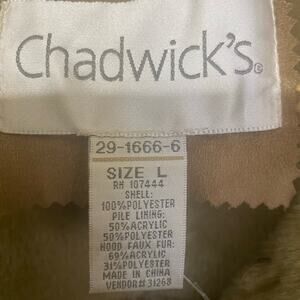 Chadwick's®
29-1666-6
SIZE L
RN 107444
SHELL:
100%POLYESTER
PILE LINING:
50%ACRYLIC
50%POLYESTER
HOOD FAUX FUR:
69%ACRYLIC
31%POLYESTER
MADE IN CHINA
VENDOR#31268